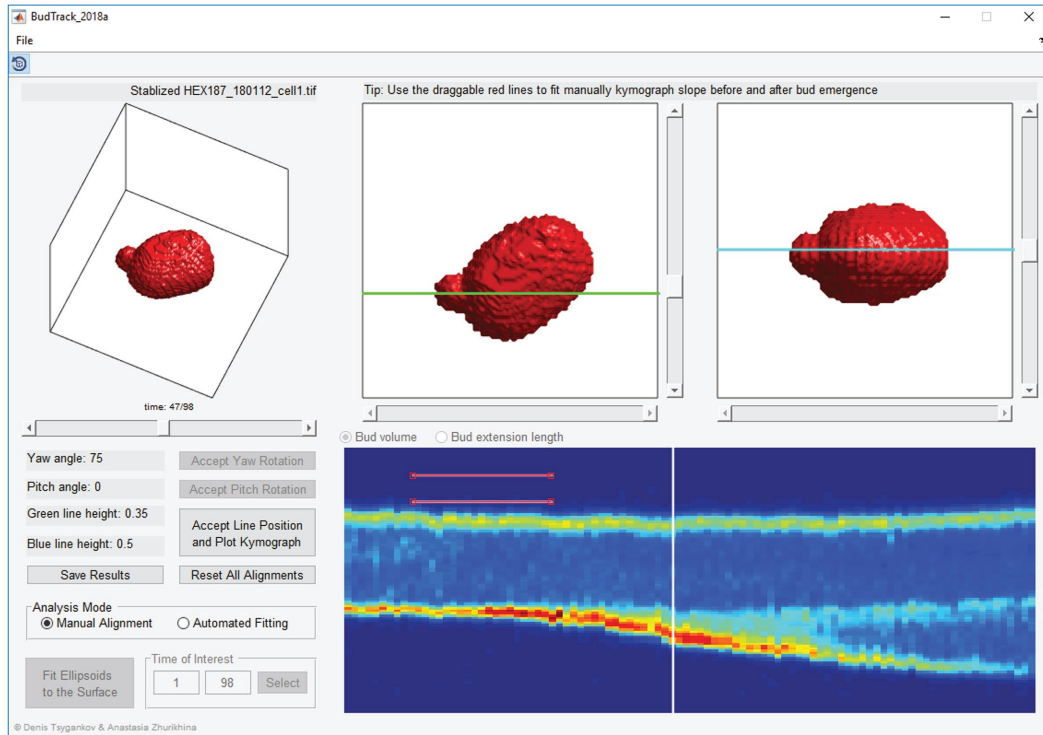 BudTrack_2018a
File
Stablized HEX187_180112_cell1.tif
Tip: Use the draggable red lines to fit manually kymograph slope before and after bud emergence
time: 47/98
Bud volume
Bud extension length
Yaw angle: 75
Accept Yaw Rotation
Pitch angle: 0
Accept Pitch Rotation
Green line height: 0.35
Accept Line Position
and Plot Kymograph
Blue line height: 0.5
Save Results
Reset All Alignments
Analysis Mode
Manual Alignment
Automated Fitting
Fit Ellipsoids
to the Surface
Time of Interest
1
98
Select
© Denis Tsygankov & Anastasia Zhurikhina